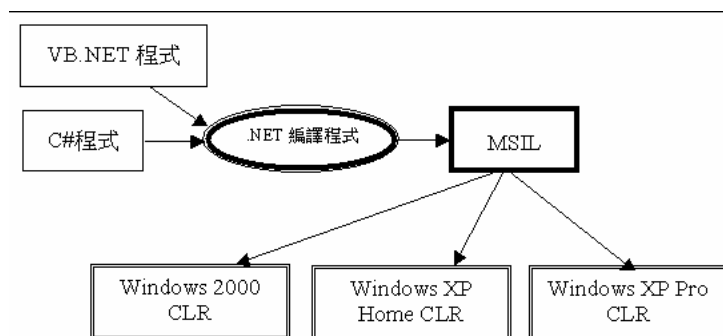 VB.NET 程式
C#程式
.NET 編譯程式
MSIL
Windows 2000
CLR
Windows XP
Home CLR
Windows XP Pro
CLR